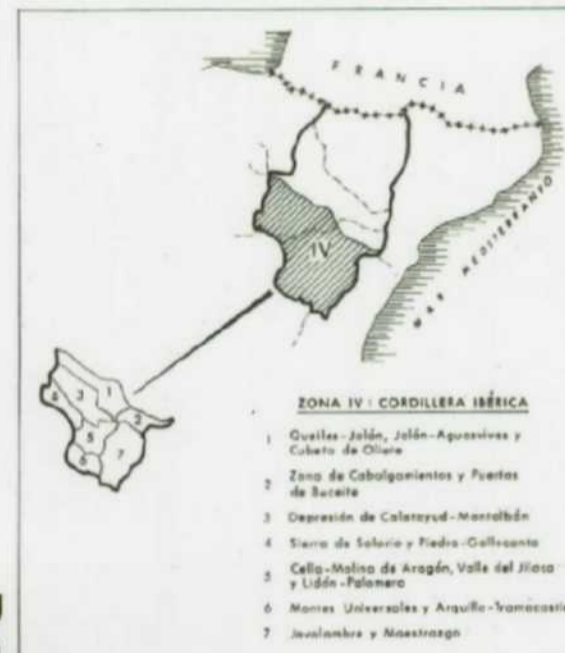 FRANCIA
MAR MEDITERRANEO
IV
1
3
2
5
7
6
ZONA IV : CORDILLERA IBÉRICA
1 Queiles-Jalón, Jalón-Aguasvivas y
Cubeta de Oliete
2 Zona de Cabalgamientos y Puertos
de Beceite
3 Depresión de Calatayud-Montalbán
4 Sierra de Solorio y Piedra-Gallocanta
5 Cella-Molina de Aragón, Valle del Jiloca
y Lidón-Palomera
6 Montes Universales y Arquillo-Tramacastil
7 Javalambre y Maestrazgo